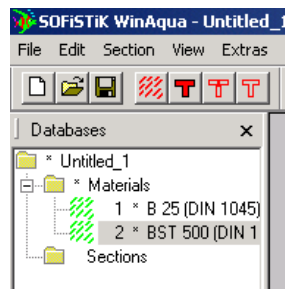 SOFiSTiK WinAqua - Untitled_1
File Edit Section View Extras
Databases
* Untitled_1
* Materials
1 * B 25 (DIN 1045)
2 * BST 500 (DIN 1
Sections